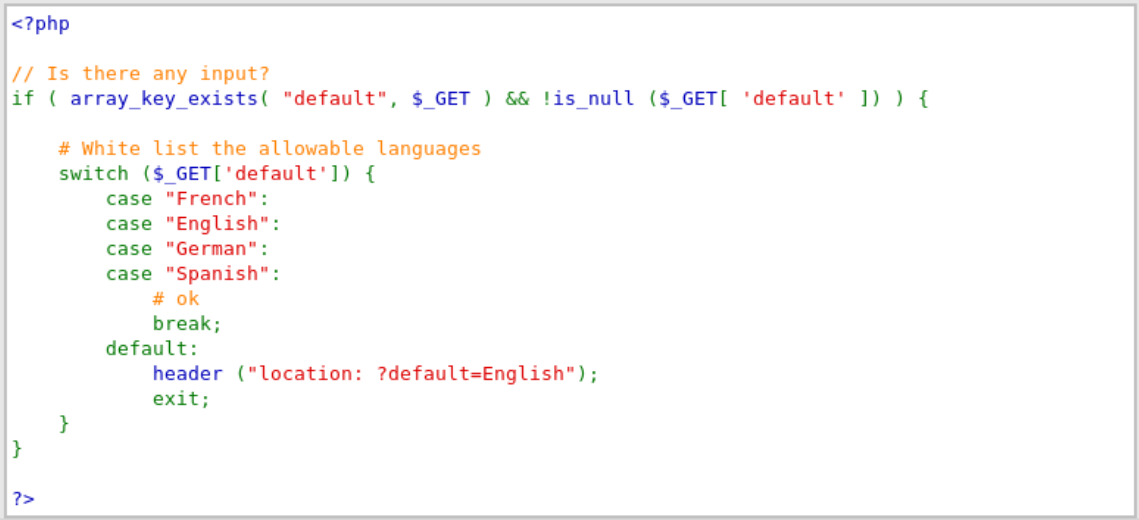 <?php
// Is there any input?
if ( array_key_exists( "default", $_GET ) && !is_null ($_GET[ 'default' ]) ) {
# White list the allowable languages
switch ($_GET['default']) {
case "French":
case "English":
case "German":
case "Spanish":
# ok
break;
default:
header ("location: ?default=English");
exit;
}
}
?>